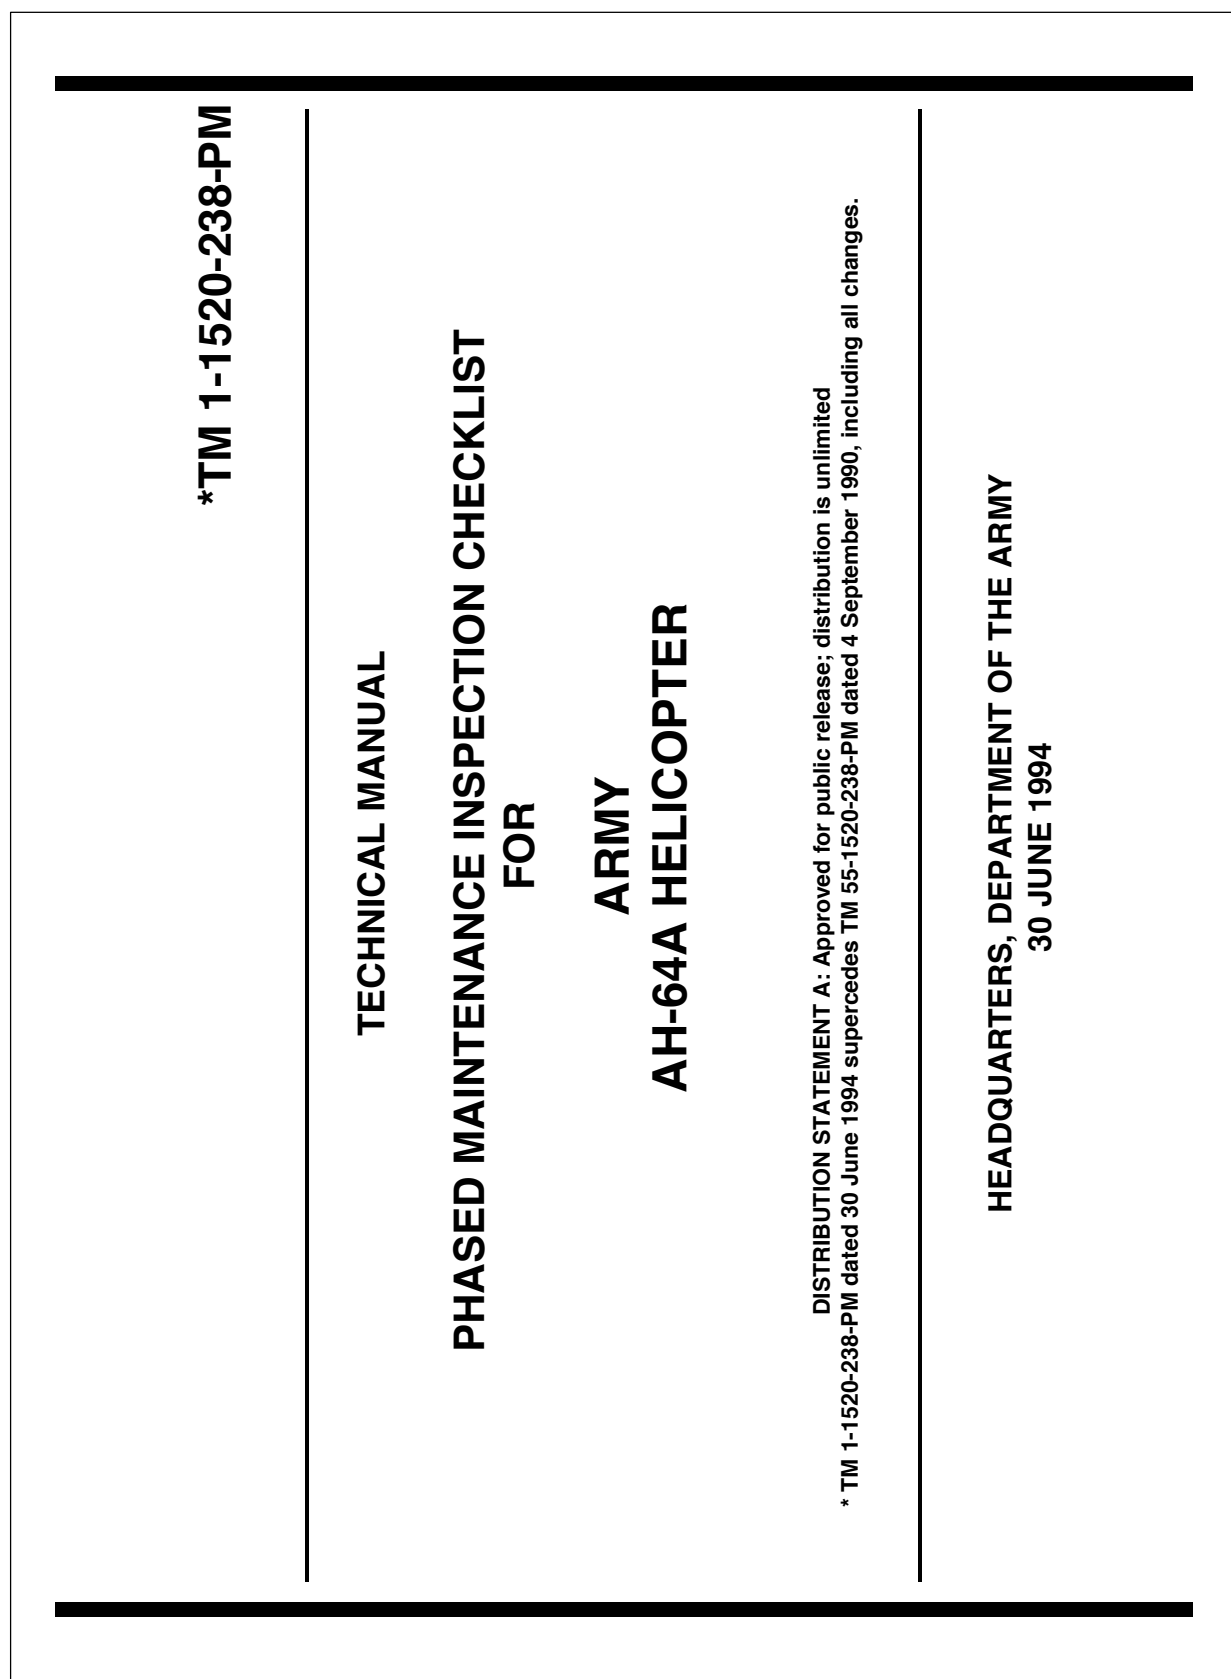 *TM 1-1520-238-PM
TECHNICAL MANUAL
PHASED MAINTENANCE INSPECTION CHECKLIST
FOR
ARMY
AH-64A HELICOPTER
DISTRIBUTION STATEMENT A: Approved for public release; distribution is unlimited
* TM 1-1520-238-PM dated 30 June 1994 supercedes TM 55-1520-238-PM dated 4 September 1990, including all changes.
HEADQUARTERS, DEPARTMENT OF THE ARMY
30 JUNE 1994